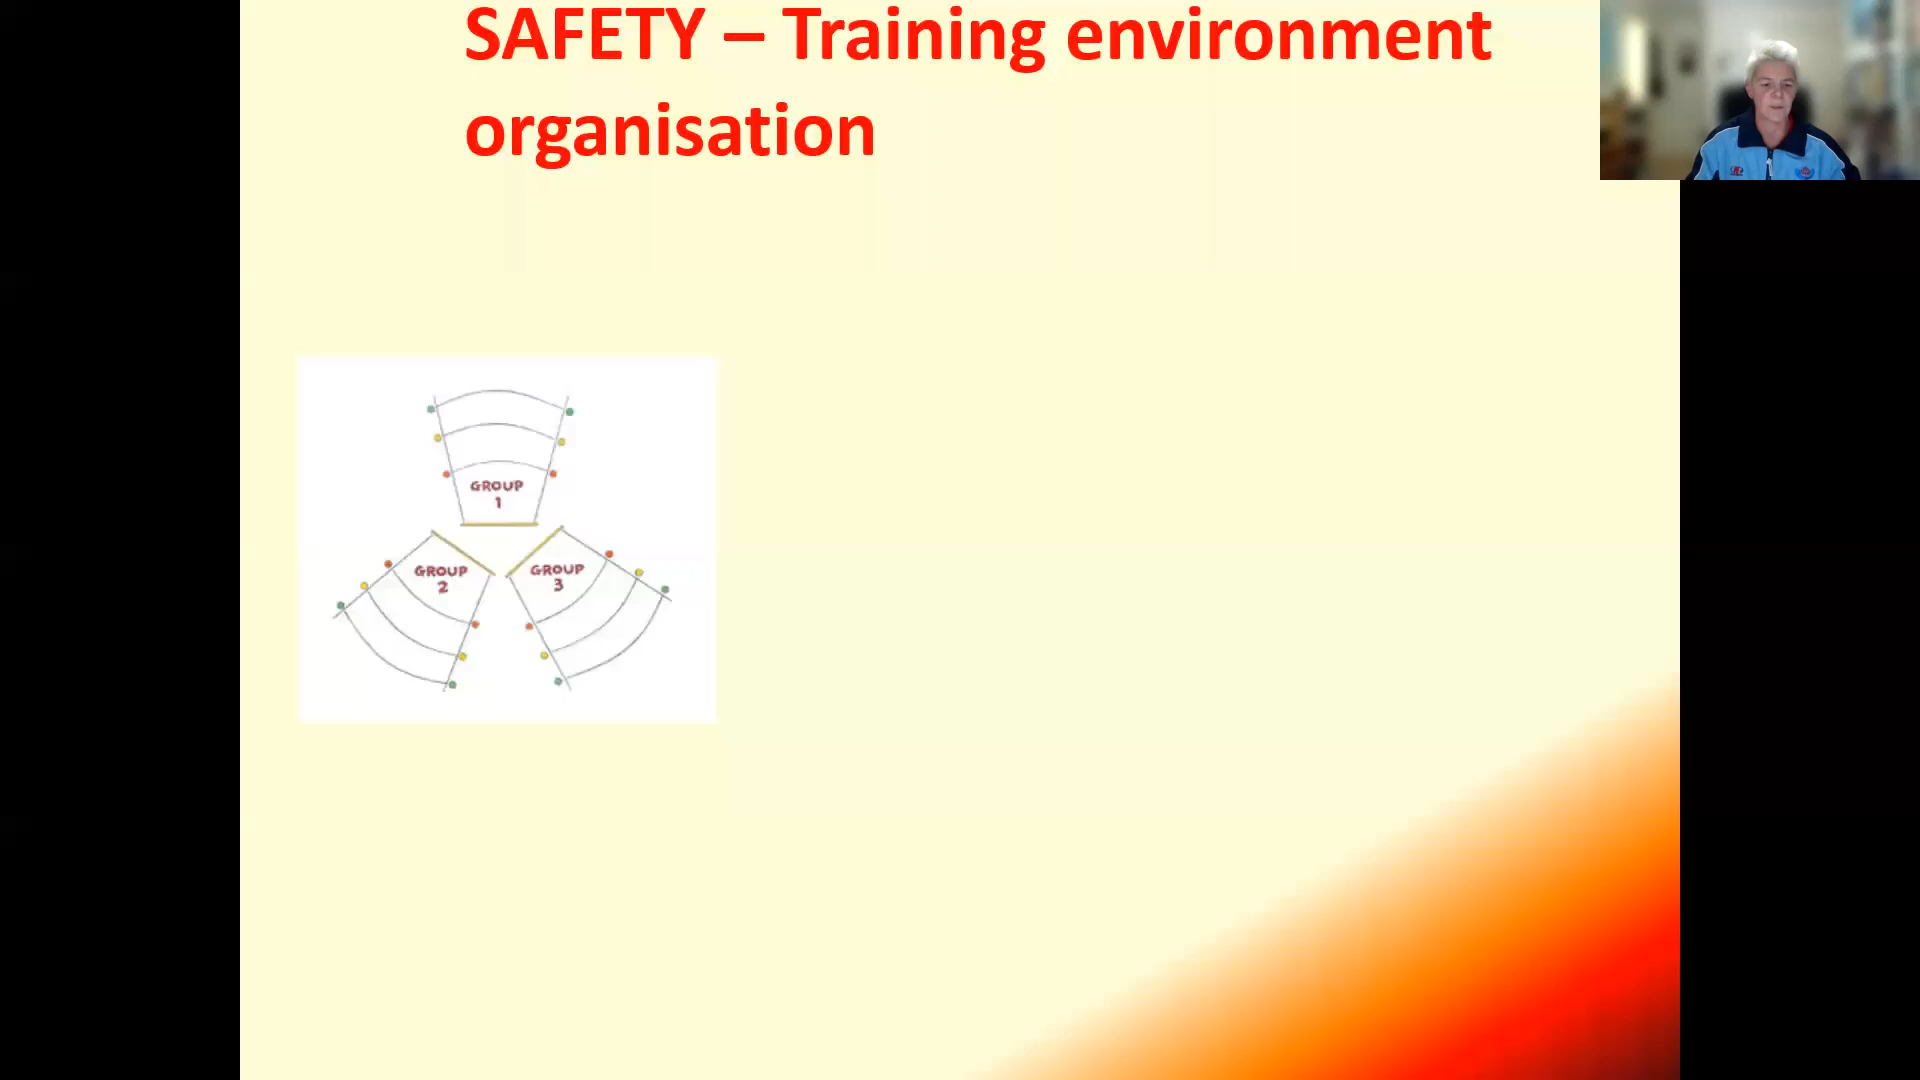 SAFETY – Training environment
organisation
GROUP
1
GROUP
2
GROUP
3